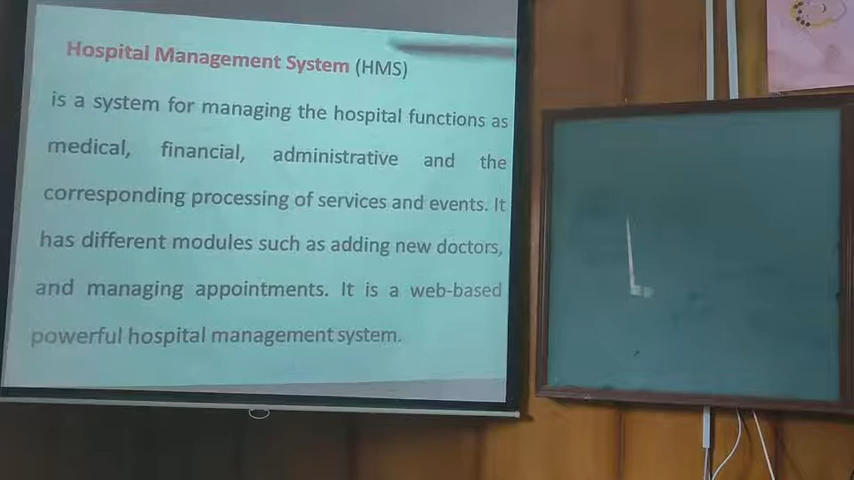 Hospital Management System (HMS)
is a system for managing the hospital functions as
medical, financial, administrative and the
corresponding processing of services and events. It
has different modules such as adding new doctors,
and managing appointments. It is a web-based
powerful hospital management system.